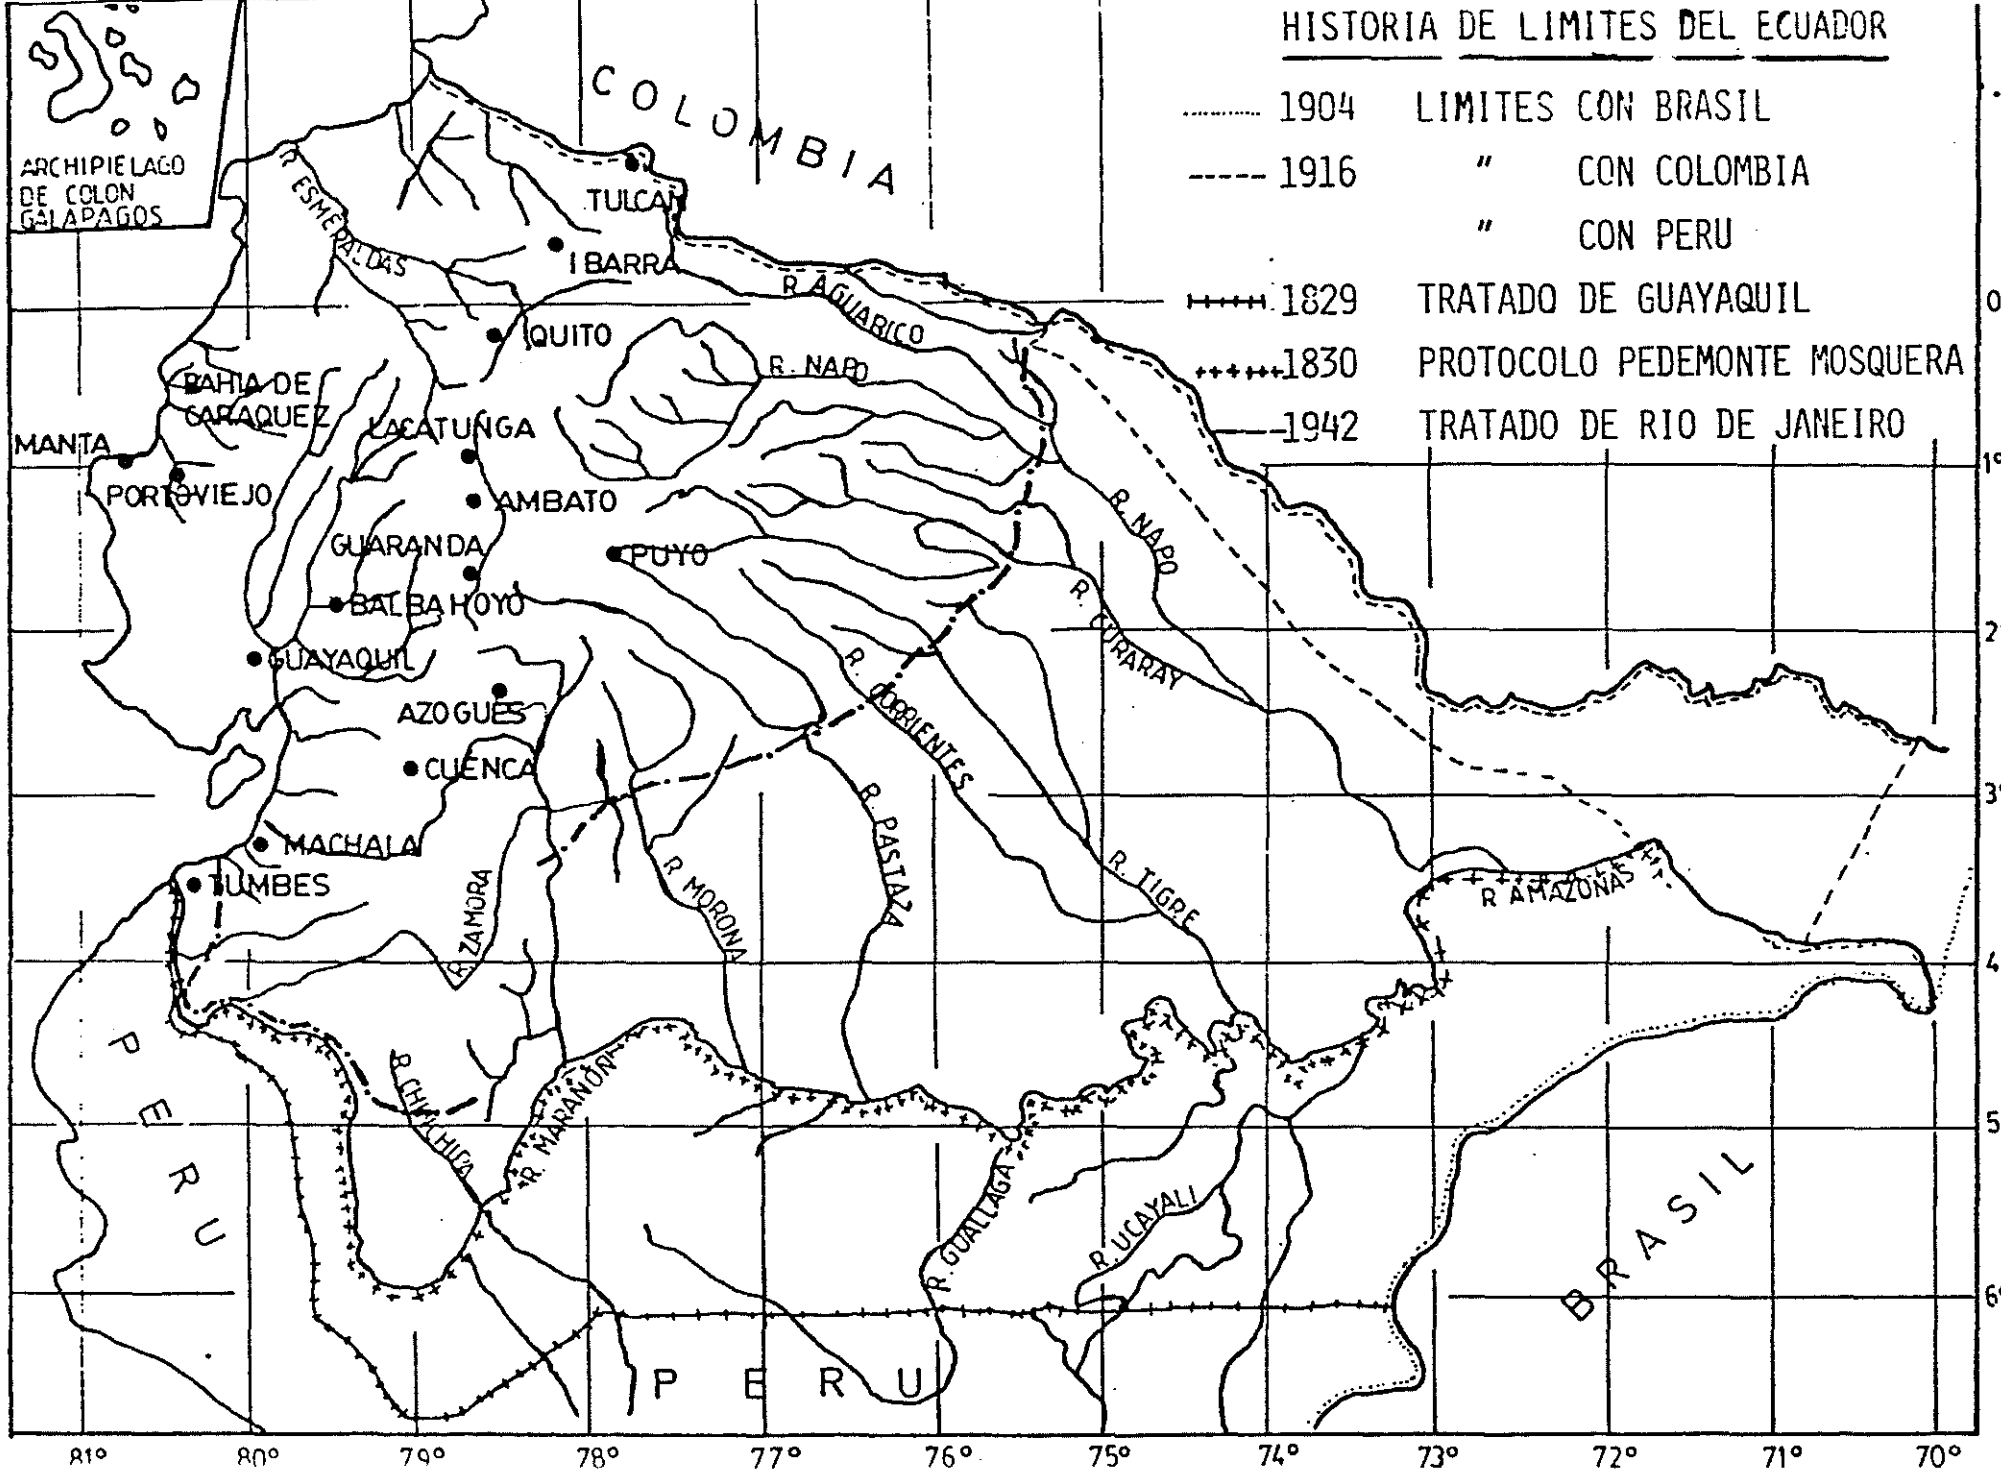 HISTORIA DE LIMITES DEL ECUADOR
1904 LIMITES CON BRASIL
1916 " CON COLOMBIA
" CON PERU
1829 TRATADO DE GUAYAQUIL
1830 PROTOCOLO PEDEMONTE MOSQUERA
1942 TRATADO DE RIO DE JANEIRO
ARCHIPIELAGO
DE COLON
GALAPAGOS
COLOMBIA
R ESMERALDAS
TULCAN
IBARRA
R. AGUARICO
QUITO
R. NAPO
BAHIA DE
CARAQUEZ
LACATUNGA
MANTA
PORTOVIEJO
AMBATO
R. NAPO
GUARANDA
PUYO
BALBAHOYO
R. CURARAY
GUAYAQUIL
R. CORRIENTES
AZOGUES
CUENCA
R. PASTAZA
MACHALA
R. TIGRE
TUMBES
R. ZAMORA
R. MORONA
R AMAZONAS
PERU
R. CHINCHIPA
R. MARAÑON
R. GUALLAGA
R. UCAYALI
BRASIL
PERU
0
1º
2
3º
4
5
6º
81° 80° 79° 78° 77° 76° 75° 74° 73° 72° 71° 70°